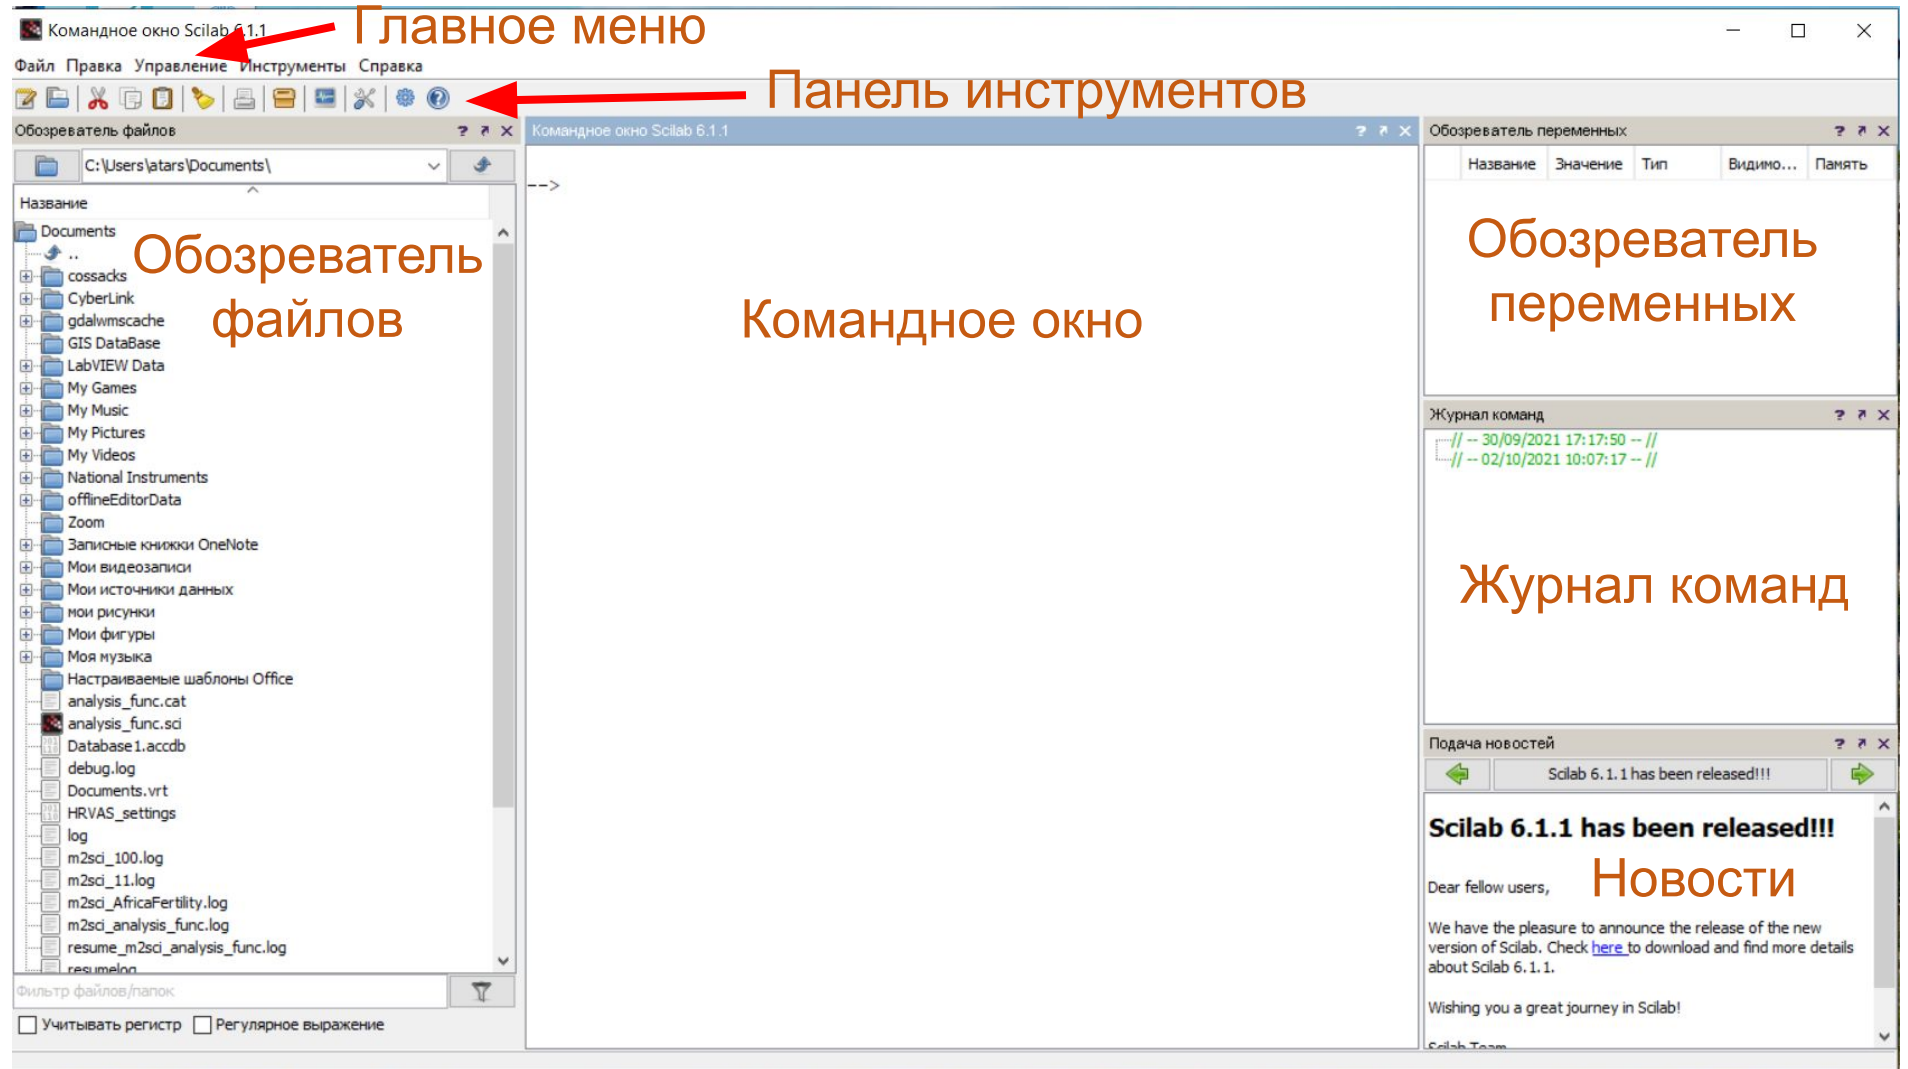 Командное окно Scilab 6.1.1
Главное меню
Файл Правка Управление Инструменты Справка
Панель инструментов
Обозреватель файлов
C:\Users\atars\Documents\
Название
Documents
..
cossacks
CyberLink
gdalwmscache
GIS DataBase
LabVIEW Data
My Games
My Music
My Pictures
My Videos
National Instruments
offlineEditorData
Zoom
Записные книжки OneNote
Мои видеозаписи
Мои источники данных
мои рисунки
Мои фигуры
Моя музыка
Настраиваемые шаблоны Office
analysis_func.cat
analysis_func.sci
Database1.accdb
debug.log
Documents.vrt
HRVAS_settings
log
m2sci_100.log
m2sci_11.log
m2sci_AfricaFertility.log
m2sci_analysis_func.log
resume_m2sci_analysis_func.log
resumelog
Обозреватель
файлов
Фильтр файлов/папок
Учитывать регистр Регулярное выражение
Командное окно Scilab 6.1.1
-->
Командное окно
Обозреватель переменных
Название Значение Тип Видимо... Память
Обозреватель
переменных
Журнал команд
// -- 30/09/2021 17:17:50 -- //
// -- 02/10/2021 10:07:17 -- //
Журнал команд
Подача новостей
Scilab 6.1.1 has been released!!!
Scilab 6.1.1 has been released!!!
Новости
Dear fellow users,
We have the pleasure to announce the release of the new
version of Scilab. Check here to download and find more details
about Scilab 6.1.1.
Wishing you a great journey in Scilab!
Scilab Team